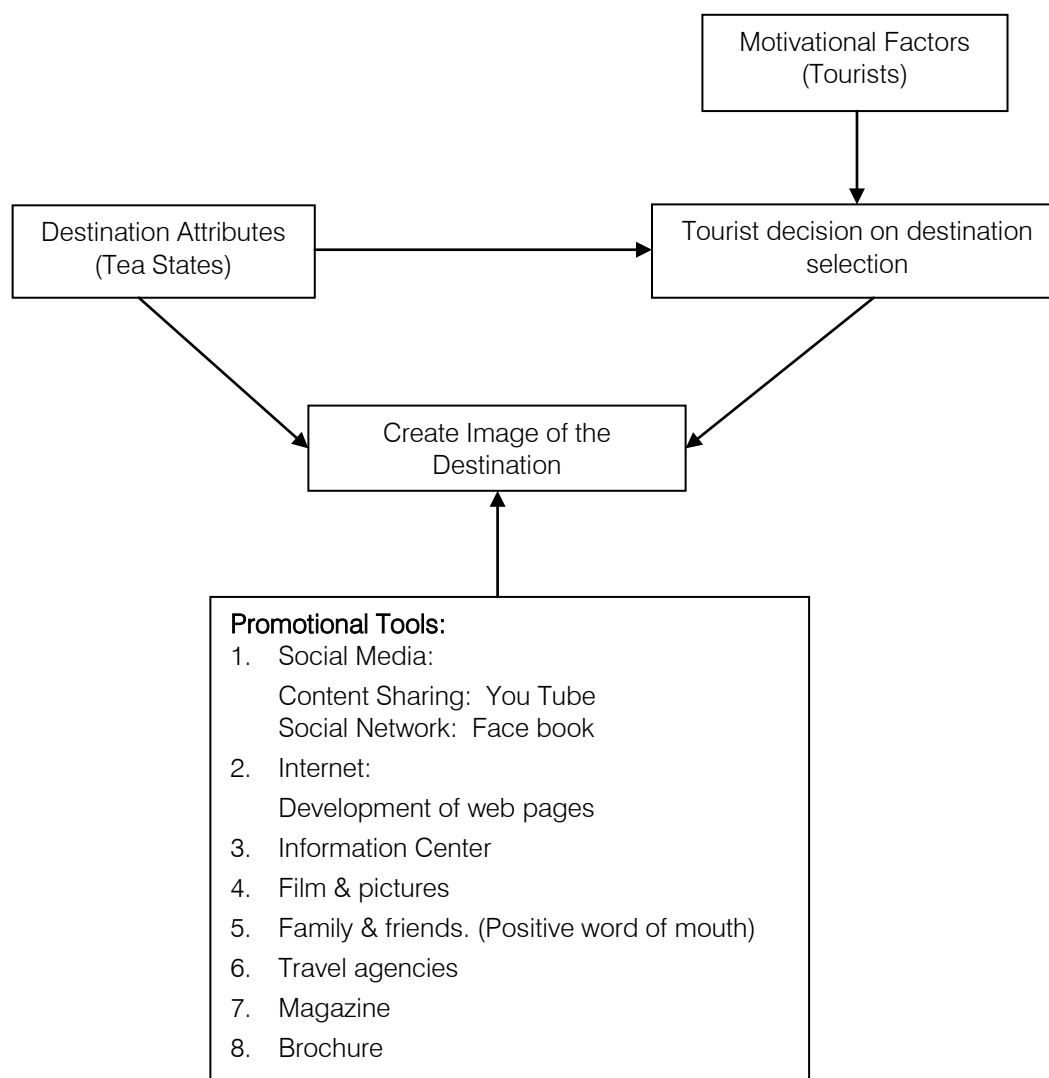 Motivational Factors
(Tourists)
Destination Attributes
(Tea States)
Tourist decision on destination
selection
Create Image of the
Destination
Promotional Tools:
1. Social Media:
Content Sharing: You Tube
Social Network: Face book
2. Internet:
Development of web pages
3. Information Center
4. Film & pictures
5. Family & friends. (Positive word of mouth)
6. Travel agencies
7. Magazine
8. Brochure